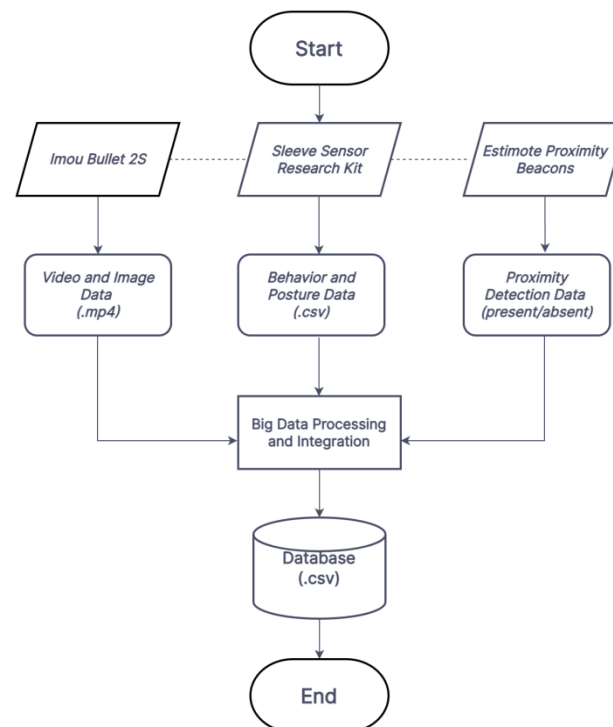 Start
Imou Bullet 2S
Sleeve Sensor
Research Kit
Estimote Proximity
Beacons
Video and Image
Data
(.mp4)
Behavior and
Posture Data
(.csv)
Proximity
Detection Data
(present/absent)
Big Data Processing
and Integration
Database
(.csv)
End